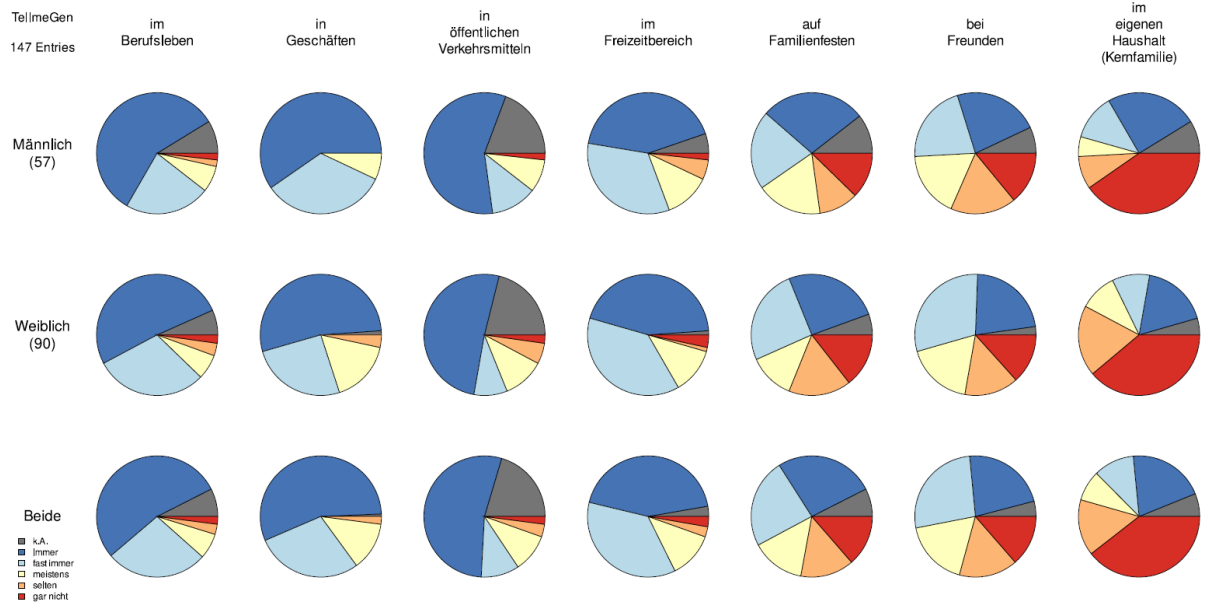 TellmeGen
147 Entries
im
Berufsleben
in
Geschäften
in
öffentlichen
Verkehrsmitteln
im
Freizeitbereich
auf
Familienfesten
bei
Freunden
im
eigenen
Haushalt
(Kernfamilie)
Männlich
(57)
Weiblich
(90)
Beide
k.A.
Immer
fast immer
meistens
selten
gar nicht